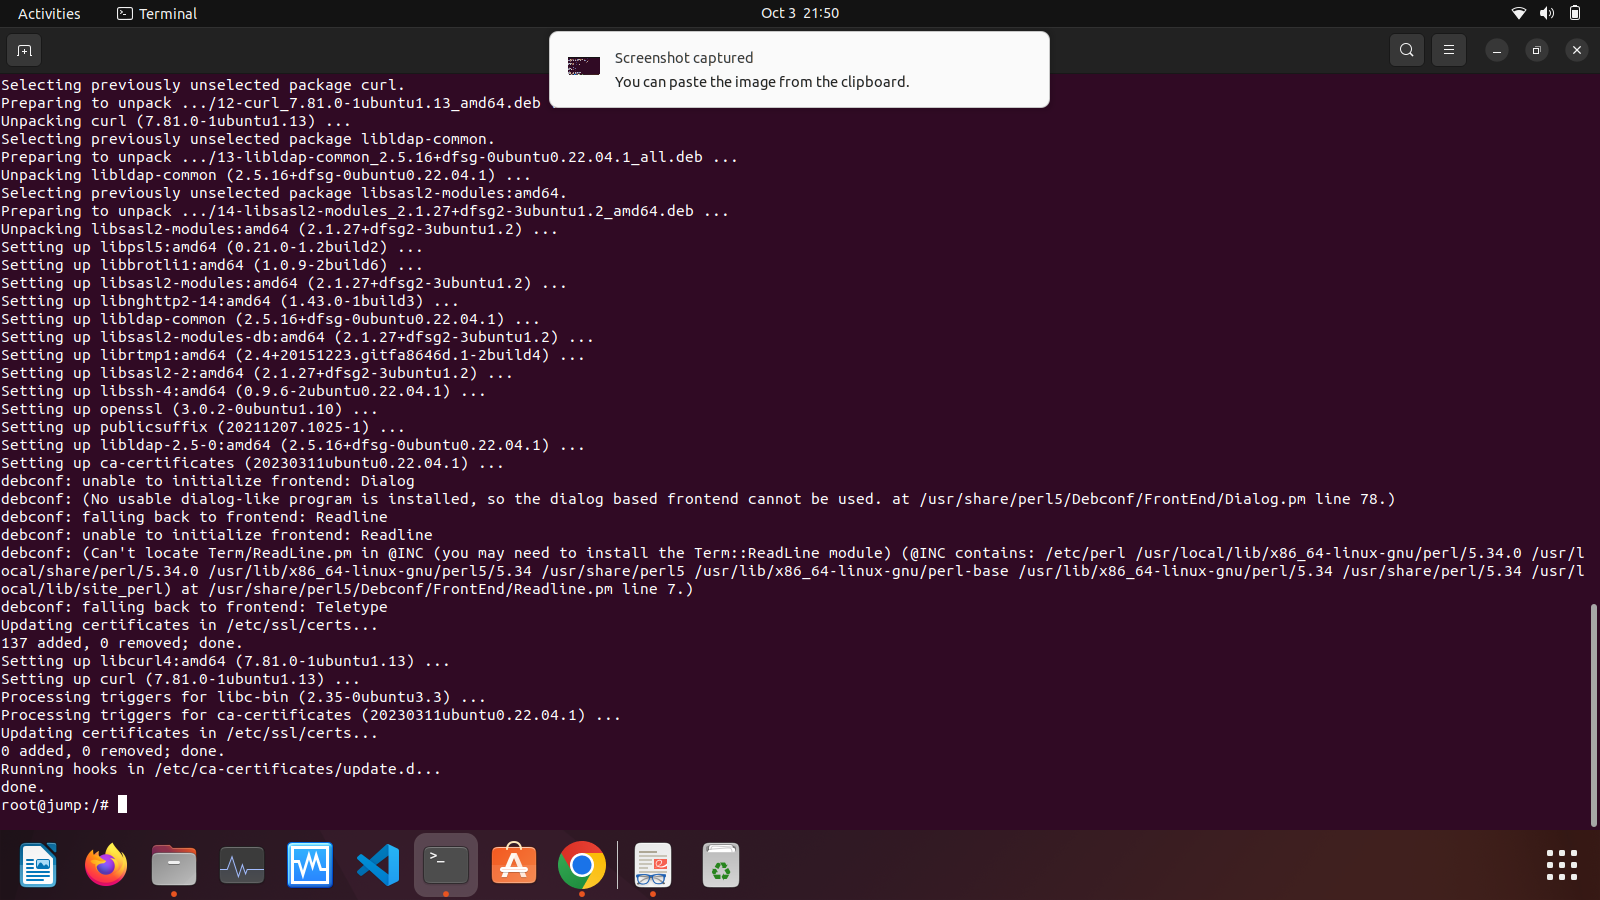 Activities
Terminal
Oct 3 21:50
Screenshot captured
You can paste the image from the clipboard.
Selecting previously unselected package curl.
Preparing to unpack .../12-curl_7.81.0-1ubuntu1.13_amd64.deb
Unpacking curl (7.81.0-1ubuntu1.13) ...
Selecting previously unselected package libldap-common.
Preparing to unpack .../13-libldap-common_2.5.16+dfsg-0ubuntu0.22.04.1_all.deb ...
Unpacking libldap-common (2.5.16+dfsg-0ubuntu0.22.04.1) ...
Selecting previously unselected package libsasl2-modules:amd64.
Preparing to unpack .../14-libsasl2-modules_2.1.27+dfsg2-3ubuntu1.2_amd64.deb ...
Unpacking libsasl2-modules:amd64 (2.1.27+dfsg2-3ubuntu1.2) ...
Setting up libpsl5:amd64 (0.21.0-1.2build2) ...
Setting up libbrotli1:amd64 (1.0.9-2build6) ...
Setting up libsasl2-modules:amd64 (2.1.27+dfsg2-3ubuntu1.2) ...
Setting up libnghttp2-14:amd64 (1.43.0-1build3) ...
Setting up libldap-common (2.5.16+dfsg-0ubuntu0.22.04.1) ...
Setting up libsasl2-modules-db:amd64 (2.1.27+dfsg2-3ubuntu1.2) ...
Setting up librtmp1:amd64 (2.4+20151223.gitfa8646d.1-2build4) ...
Setting up libsasl2-2:amd64 (2.1.27+dfsg2-3ubuntu1.2) ...
Setting up libssh-4:amd64 (0.9.6-2ubuntu0.22.04.1) ...
Setting up openssl (3.0.2-0ubuntu1.10) ...
Setting up publicsuffix (20211207.1025-1) ...
Setting up libldap-2.5-0:amd64 (2.5.16+dfsg-0ubuntu0.22.04.1) ...
Setting up ca-certificates (20230311ubuntu0.22.04.1) ...
debconf: unable to initialize frontend: Dialog
debconf: (No usable dialog-like program is installed, so the dialog based frontend cannot be used. at /usr/share/perl5/Debconf/FrontEnd/Dialog.pm line 78.)
debconf: falling back to frontend: Readline
debconf: unable to initialize frontend: Readline
debconf: (Can't locate Term/ReadLine.pm in @INC (you may need to install the Term::ReadLine module) (@INC contains: /etc/perl /usr/local/lib/x86_64-linux-gnu/perl/5.34.0 /usr/l
ocal/share/perl/5.34.0 /usr/lib/x86_64-linux-gnu/perl5/5.34 /usr/share/perl5 /usr/lib/x86_64-linux-gnu/perl-base /usr/lib/x86_64-linux-gnu/perl/5.34 /usr/share/perl/5.34 /usr/l
ocal/lib/site_perl) at /usr/share/perl5/Debconf/FrontEnd/Readline.pm line 7.)
debconf: falling back to frontend: Teletype
Updating certificates in /etc/ssl/certs...
137 added, 0 removed; done.
Setting up libcurl4:amd64 (7.81.0-1ubuntu1.13) ...
Setting up curl (7.81.0-1ubuntu1.13) ...
Processing triggers for libc-bin (2.35-0ubuntu3.3) ...
Processing triggers for ca-certificates (20230311ubuntu0.22.04.1) ...
Updating certificates in /etc/ssl/certs...
0 added, 0 removed; done.
Running hooks in /etc/ca-certificates/update.d...
done.
root@jump:/#